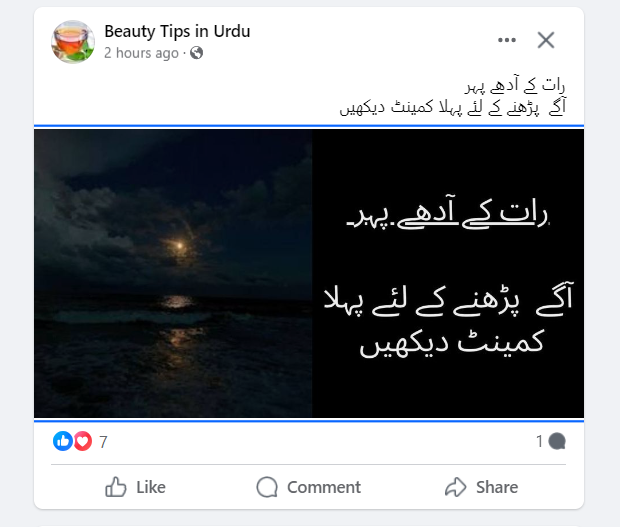 Beauty Tips in Urdu
2 hours ago ·
رات کے آدھے پہر
آگے پڑھنے کے لئے پہلا کمینٹ دیکھیں
رات کے آدھے پہر
آگے پڑھنے کے لئے پہلا
کمینٹ دیکھیں
7
1
Like
Comment
Share